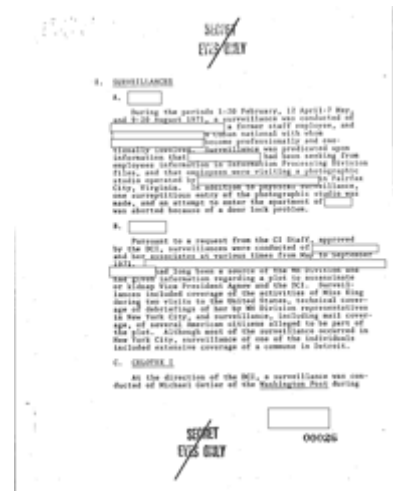 SECRET
EYES ONLY
SURVEILLANCES
A.
During the periods 1-20 February, 12 April-7 May,
and 9-20 August 1971, a surveillance was conducted of
a former staff employee, and
a Cuban national with whom
become professionally and emo-
tionally involved. Surveillance was predicated upon
information that had been seeking from
employees information in Information Processing Division
files, and that employees were visiting a photographic
studio operated by in Fairfax
City, Virginia. In addition to physical surveillance,
one surreptitious entry of the photographic studio was
made, and an attempt to enter the apartment of
was aborted because of a door lock problem.
B.
Pursuant to a request from the CI Staff, approved
by the DCI, surveillances were conducted of
and her associates at various times from May to September
1971.
had long been a source of the WH Division and
had given information regarding a plot to assassinate
or kidnap Vice President Agnew and the DCI. Surveil-
lances included coverage of the activities of Miss King
during two visits to the United States, technical cover-
age of debriefings of her by WH Division representatives
in New York City, and surveillance, including mail cover-
age, of several American citizens alleged to be part of
the plot. Although most of the surveillance occurred in
New York City, surveillance of one of the individuals
included extensive coverage of a commune in Detroit.
C. CELOTEX I
At the direction of the DCI, a surveillance was con-
ducted of Michael Getler of the Washington Post during
SECRET
EYES ONLY
00026